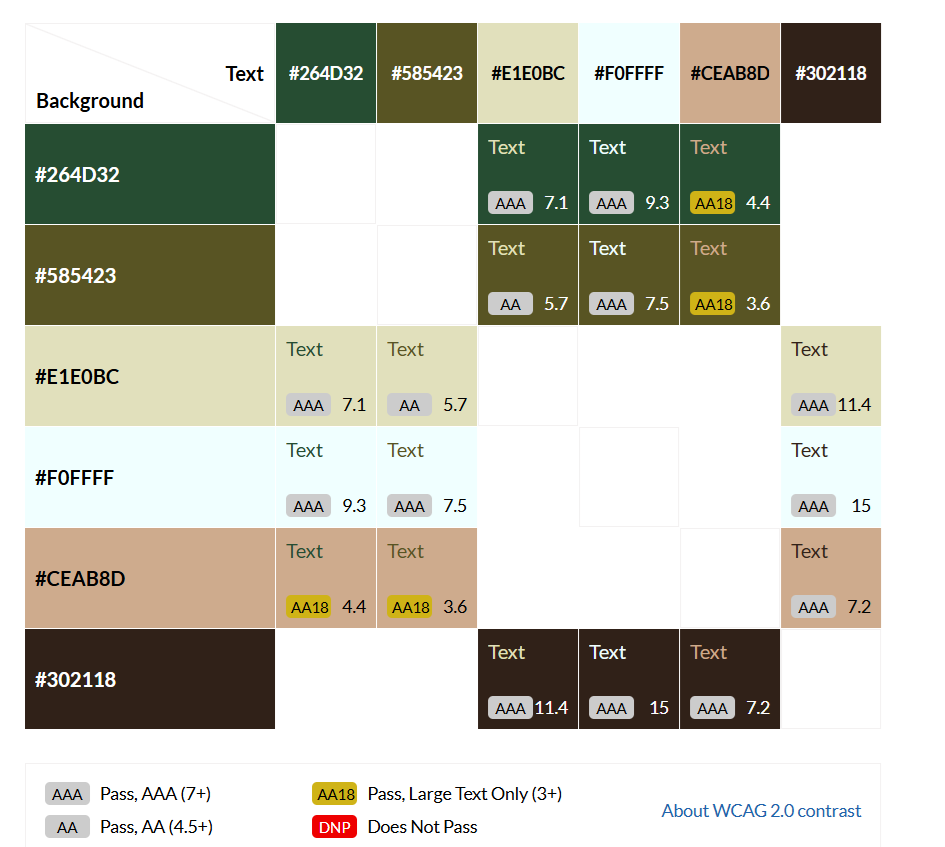 Text
#264D32 #585423 #E1E0BC #F0FFFF #CEAB8D #302118
Background
#264D32
Text Text Text
AAA 7.1 AAA 9.3 AA18 4.4
#585423
Text Text Text
AA 5.7 AAA 7.5 AA18 3.6
#E1E0BC
Text Text Text
AAA 7.1 AA 5.7 AAA 11.4
#F0FFFF
Text Text Text
AAA 9.3 AAA 7.5 AAA 15
#CEAB8D
Text Text Text
AA18 4.4 AA18 3.6 AAA 7.2
#302118
Text Text Text
AAA 11.4 AAA 15 AAA 7.2
AAA Pass, AAA (7+) AA18 Pass, Large Text Only (3+)
About WCAG 2.0 contrast
AA Pass, AA (4.5+) DNP Does Not Pass